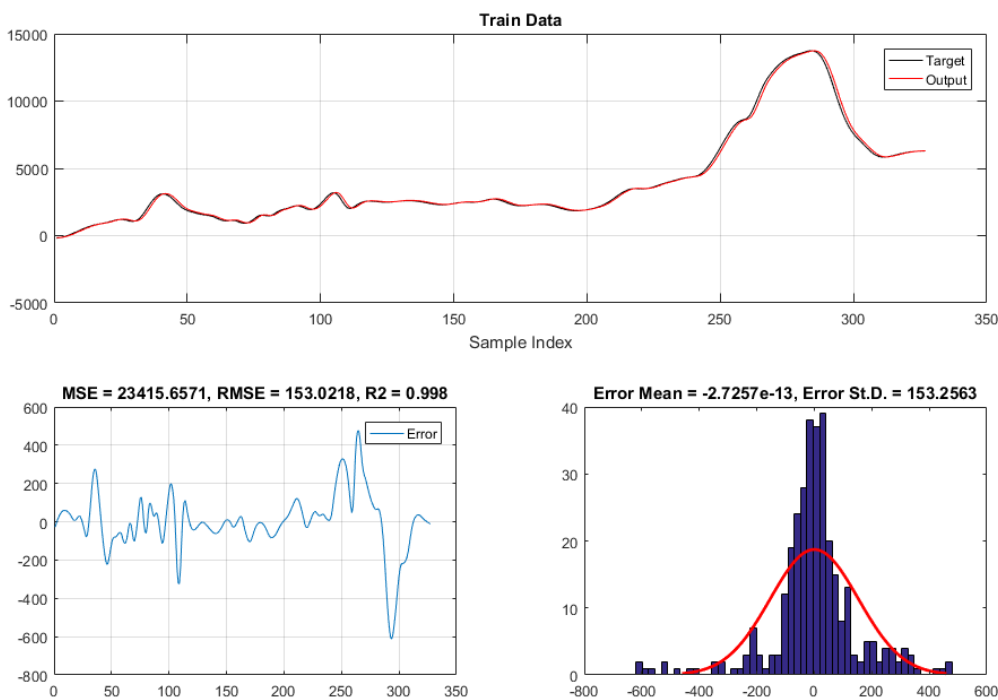 Train Data
15000
10000
5000
0
-5000
Target
Output
0 50 100 150 200 250 300 350
Sample Index
MSE = 23415.6571, RMSE = 153.0218, R2 = 0.998
600
400
200
0
-200
-400
-600
-800
Error
0 50 100 150 200 250 300 350
Error Mean = -2.7257e-13, Error St.D. = 153.2563
40
30
20
10
0
-800 -600 -400 -200 0 200 400 600